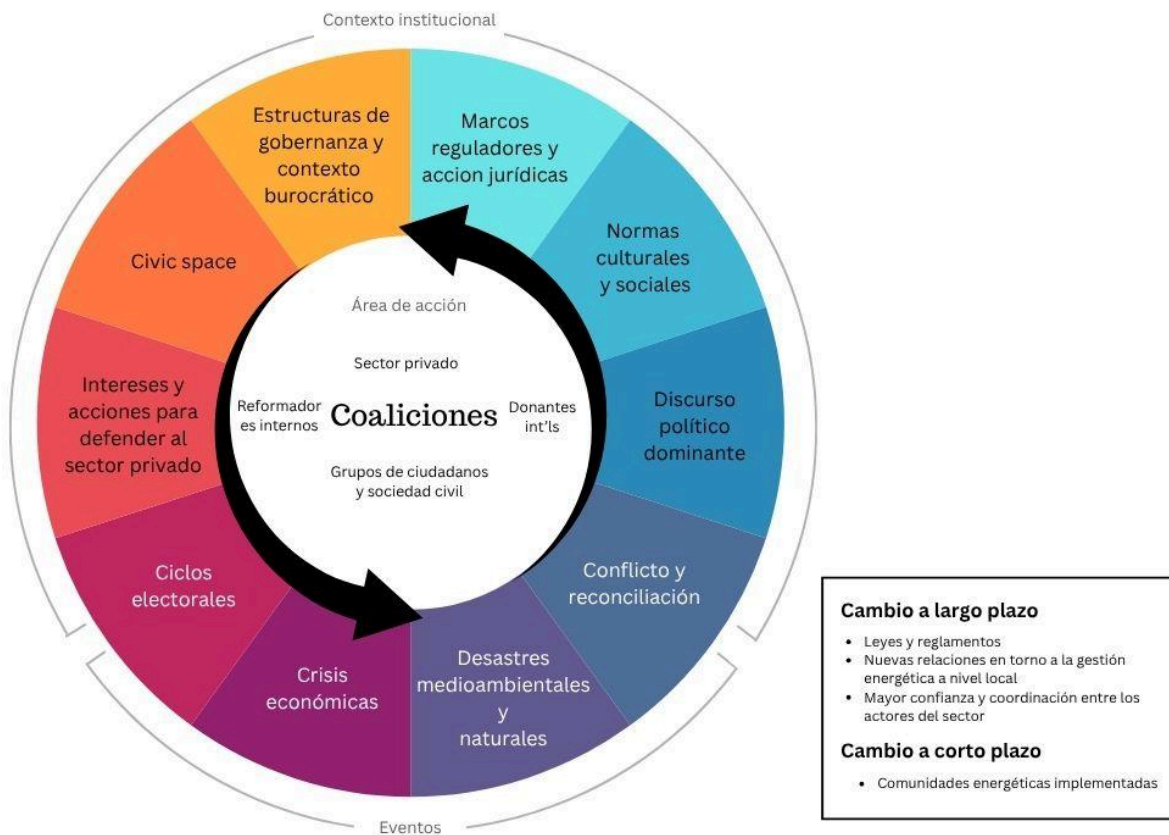 Contexto institucional
Estructuras de
gobernanza y
contexto
burocrático
Marcos
reguladores y
accion jurídicas
Normas
culturales
y sociales
Discurso
político
dominante
Conflicto y
reconciliación
Desastres
medioambientales
y
naturales
Crisis
económicas
Ciclos
electorales
Intereses y
acciones para
defender al
sector privado
Civic space
Área de acción
Sector privado
Reformador
es internos
Coaliciones
Donantes
int'ls
Grupos de ciudadanos
y sociedad civil
Eventos
Cambio a largo plazo
• Leyes y reglamentos
• Nuevas relaciones en torno a la gestión
energética a nivel local
• Mayor confianza y coordinación entre los
actores del sector
Cambio a corto plazo
• Comunidades energéticas implementadas